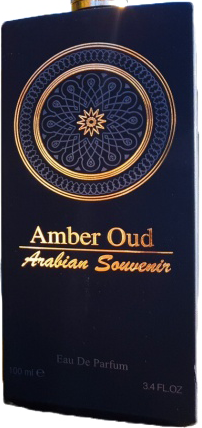 Amber Oud
Arabian Souvenir
Eau De Parfum
100 ml e
3.4 FL.OZ